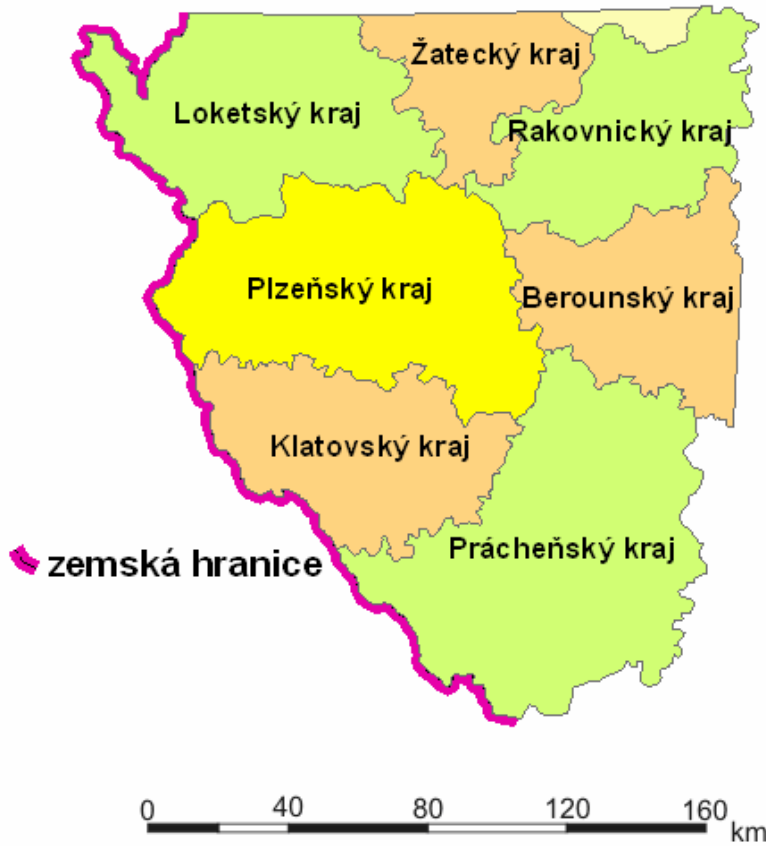 Žatecký kraj
Loketský kraj
Rakovnický kraj
Plzeňský kraj
Berounský kraj
Klatovský kraj
Prácheňský kraj
zemská hranice
0 40 80 120 160 km